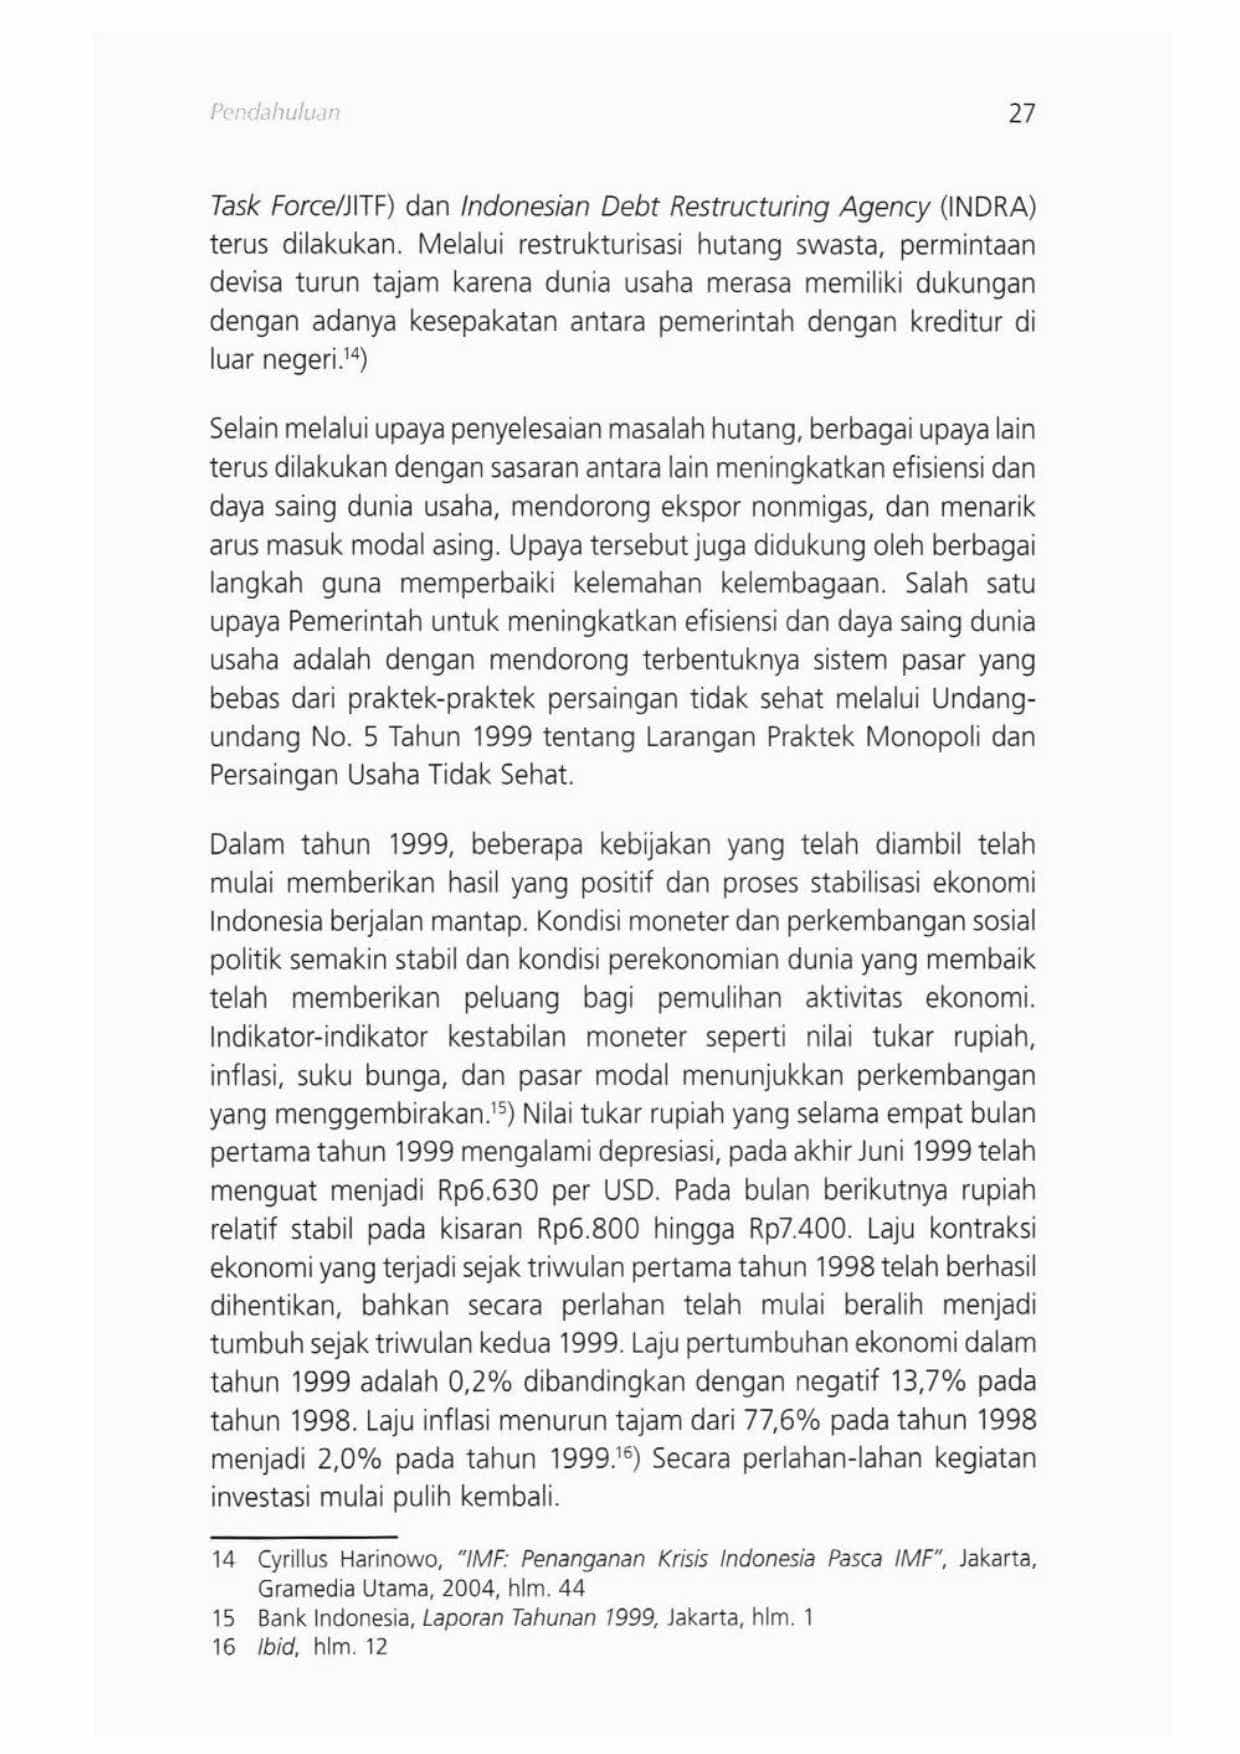 Pendahuluan 27
Task Force/JITF) dan Indonesian Debt Restructuring Agency (INDRA)
terus dilakukan. Melalui restrukturisasi hutang swasta, permintaan
devisa turun tajam karena dunia usaha merasa memiliki dukungan
dengan adanya kesepakatan antara pemerintah dengan kreditur di
luar negeri.¹⁴)
Selain melalui upaya penyelesaian masalah hutang, berbagai upaya lain
terus dilakukan dengan sasaran antara lain meningkatkan efisiensi dan
daya saing dunia usaha, mendorong ekspor nonmigas, dan menarik
arus masuk modal asing. Upaya tersebut juga didukung oleh berbagai
langkah guna memperbaiki kelemahan kelembagaan. Salah satu
upaya Pemerintah untuk meningkatkan efisiensi dan daya saing dunia
usaha adalah dengan mendorong terbentuknya sistem pasar yang
bebas dari praktek-praktek persaingan tidak sehat melalui Undang-
undang No. 5 Tahun 1999 tentang Larangan Praktek Monopoli dan
Persaingan Usaha Tidak Sehat.
Dalam tahun 1999, beberapa kebijakan yang telah diambil telah
mulai memberikan hasil yang positif dan proses stabilisasi ekonomi
Indonesia berjalan mantap. Kondisi moneter dan perkembangan sosial
politik semakin stabil dan kondisi perekonomian dunia yang membaik
telah memberikan peluang bagi pemulihan aktivitas ekonomi.
Indikator-indikator kestabilan moneter seperti nilai tukar rupiah,
inflasi, suku bunga, dan pasar modal menunjukkan perkembangan
yang menggembirakan.¹⁵) Nilai tukar rupiah yang selama empat bulan
pertama tahun 1999 mengalami depresiasi, pada akhir Juni 1999 telah
menguat menjadi Rp6.630 per USD. Pada bulan berikutnya rupiah
relatif stabil pada kisaran Rp6.800 hingga Rp7.400. Laju kontraksi
ekonomi yang terjadi sejak triwulan pertama tahun 1998 telah berhasil
dihentikan, bahkan secara perlahan telah mulai beralih menjadi
tumbuh sejak triwulan kedua 1999. Laju pertumbuhan ekonomi dalam
tahun 1999 adalah 0,2% dibandingkan dengan negatif 13,7% pada
tahun 1998. Laju inflasi menurun tajam dari 77,6% pada tahun 1998
menjadi 2,0% pada tahun 1999.¹⁶) Secara perlahan-lahan kegiatan
investasi mulai pulih kembali.
14 Cyrillus Harinowo, "IMF: Penanganan Krisis Indonesia Pasca IMF", Jakarta,
Gramedia Utama, 2004, hlm. 44
15 Bank Indonesia, Laporan Tahunan 1999, Jakarta, hlm. 1
16 Ibid, hlm. 12